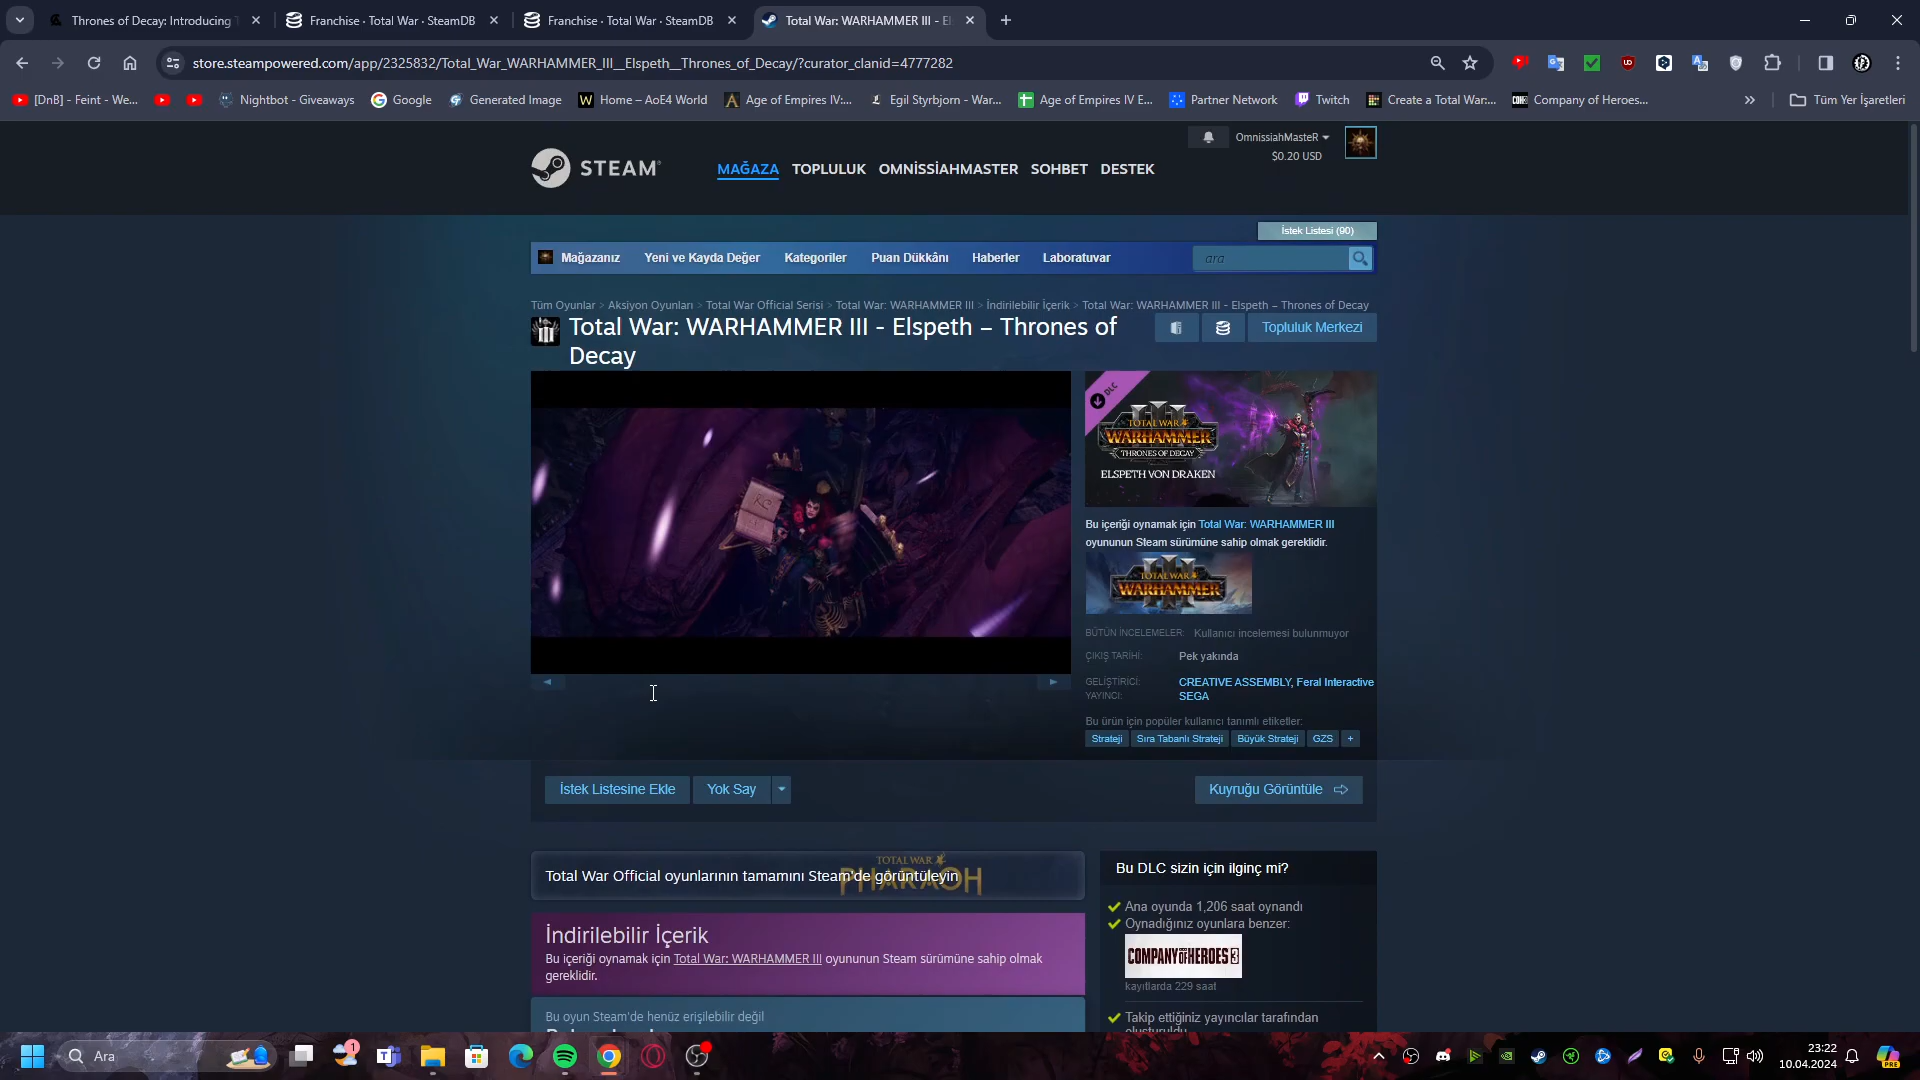 Thrones of Decay: Introducing T
Franchise · Total War · SteamDB
Franchise · Total War · SteamDB
Total War: WARHAMMER III - El
store.steampowered.com/app/2325832/Total_War_WARHAMMER_III__Elspeth__Thrones_of_Decay/?curator_clanid=4777282
[DnB] - Feint - We...
Nightbot - Giveaways
Google
Generated Image
Home – AoE4 World
Age of Empires IV:...
Egil Styrbjorn - War...
Age of Empires IV E...
Partner Network
Twitch
Create a Total War:...
Company of Heroes...
Tüm Yer İşaretleri
STEAM
MAĞAZA
TOPLULUK
OMNİSSİAHMASTER
SOHBET
DESTEK
OmnissiahMasteR
$0.20 USD
İstek Listesi (90)
Mağazanız
Yeni ve Kayda Değer
Kategoriler
Puan Dükkânı
Haberler
Laboratuvar
ara
Tüm Oyunlar > Aksiyon Oyunları > Total War Official Serisi > Total War: WARHAMMER III > İndirilebilir İçerik > Total War: WARHAMMER III - Elspeth – Thrones of Decay
Total War: WARHAMMER III - Elspeth – Thrones of
Decay
Topluluk Merkezi
DLC
TOTAL WAR
WARHAMMER
THRONES OF DECAY
ELSPETH VON DRAKEN
Bu içeriği oynamak için Total War: WARHAMMER III
oyununun Steam sürümüne sahip olmak gereklidir.
TOTAL WAR
WARHAMMER
BÜTÜN İNCELEMELER: Kullanıcı incelemesi bulunmuyor
ÇIKIŞ TARİHİ: Pek yakında
GELİŞTİRİCİ: CREATIVE ASSEMBLY, Feral Interactive
YAYINCI: SEGA
Bu ürün için popüler kullanıcı tanımlı etiketler:
Strateji
Sıra Tabanlı Strateji
Büyük Strateji
GZS
+
İstek Listesine Ekle
Yok Say
Kuyruğu Görüntüle
TOTAL WAR
PHARAOH
Total War Official oyunlarının tamamını Steam'de görüntüleyin
Bu DLC sizin için ilginç mi?
Ana oyunda 1,206 saat oynandı
Oynadığınız oyunlara benzer:
COMPANY OF HEROES 3
kayıtlarda 229 saat
Takip ettiğiniz yayıncılar tarafından
oluşturuldu
İndirilebilir İçerik
Bu içeriği oynamak için Total War: WARHAMMER III oyununun Steam sürümüne sahip olmak
gereklidir.
Bu oyun Steam'de henüz erişilebilir değil
Ara
1
23:22
10.04.2024
PRE